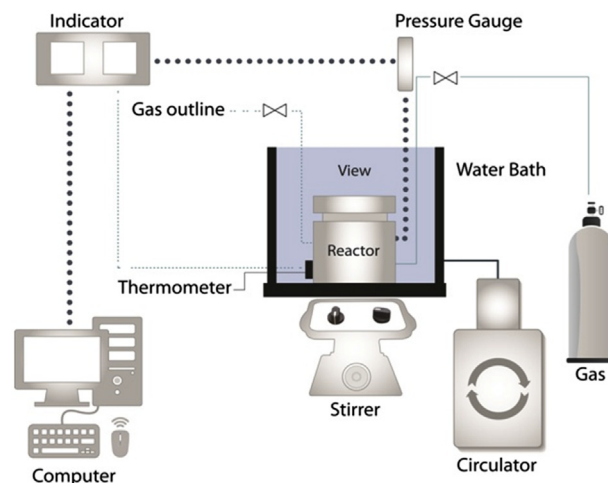 Indicator
Pressure Gauge
Gas outline
View
Water Bath
Reactor
Thermometer
Gas
Stirrer
Circulator
Computer